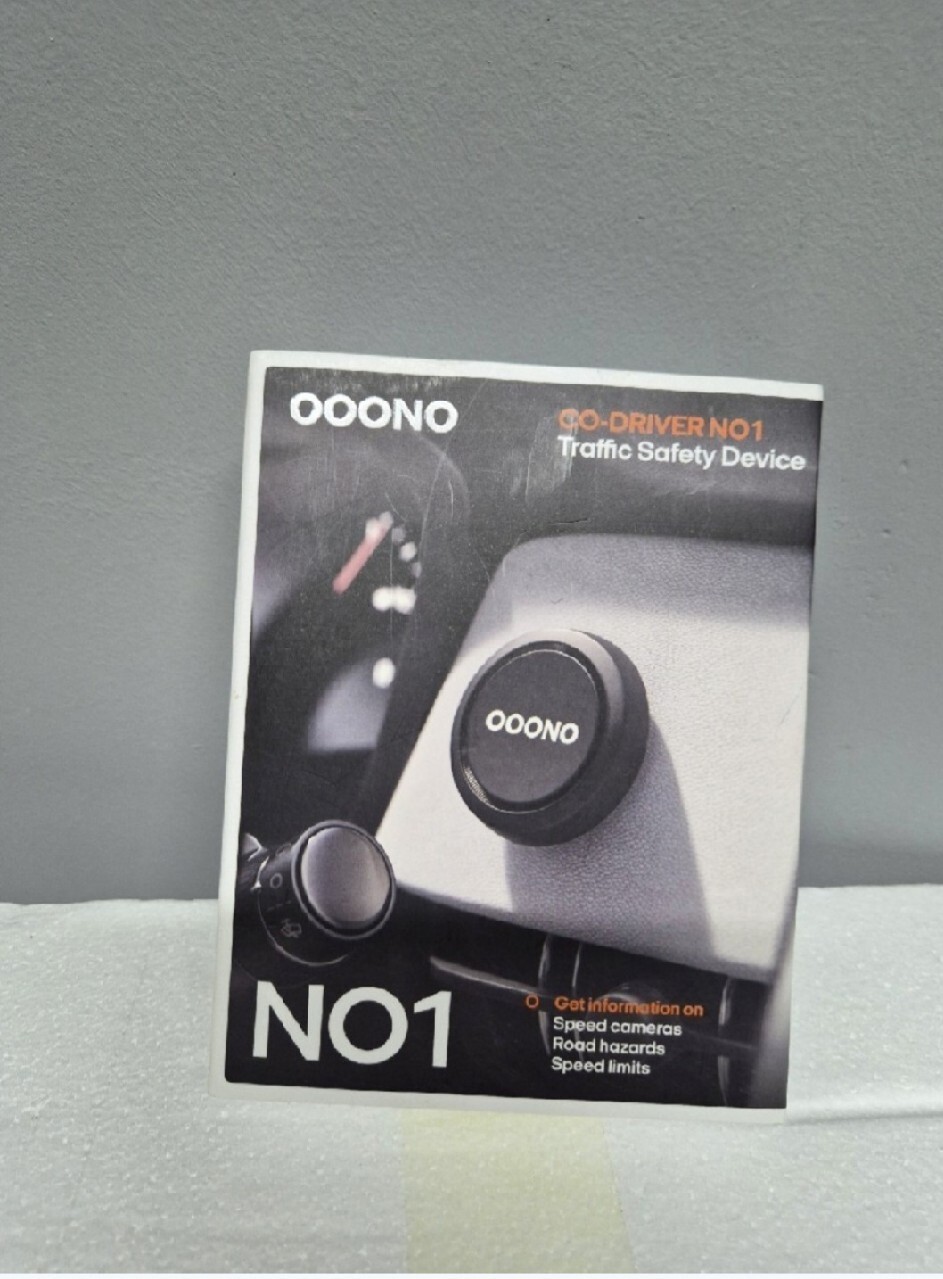 OOONO
CO-DRIVER NO1
Traffic Safety Device
OOONO
NO1
Get information on
Speed cameras
Road hazards
Speed limits